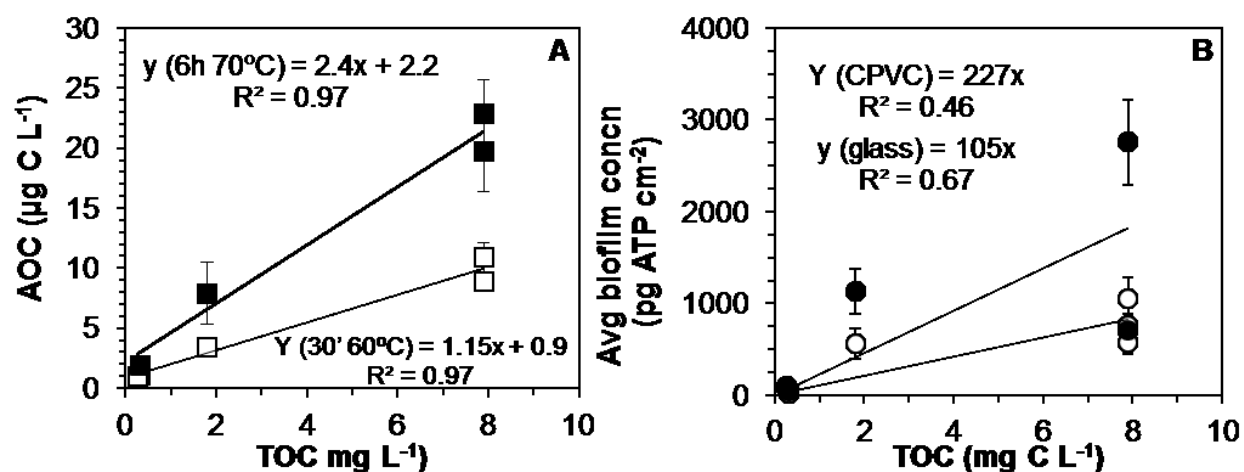 A
y (6h 70ºC) = 2.4x + 2.2
R² = 0.97
Y (30' 60ºC) = 1.15x + 0.9
R² = 0.97
AOC (µg C L⁻¹)
30
25
20
15
10
5
0
0 2 4 6 8 10
TOC mg L⁻¹)
B
Y (CPVC) = 227x
R² = 0.46
y (glass) = 105x
R² = 0.67
Avg biofilm concn
(pg ATP cm⁻²)
4000
3000
2000
1000
0
0 2 4 6 8 10
TOC (mg C L⁻¹)